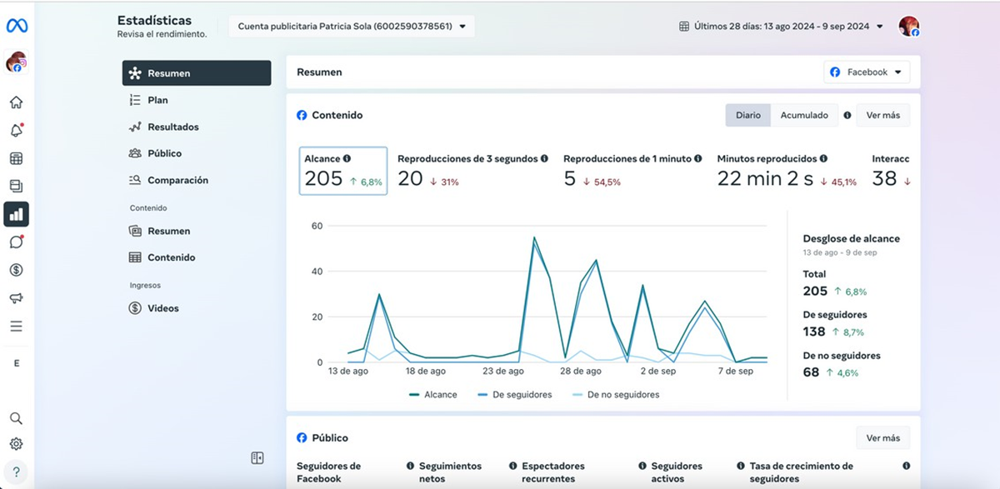 Estadísticas
Revisa el rendimiento.
Cuenta publicitaria Patricia Sola (6002590378561)
Últimos 28 días: 13 ago 2024 - 9 sep 2024
Resumen
Plan
Resultados
Público
Comparación
Contenido
Resumen
Contenido
Ingresos
Videos
E
?
Resumen
Facebook
Contenido
Diario
Acumulado
Ver más
Alcance
205 ↑ 6,8%
Reproducciones de 3 segundos
20 ↓ 31%
Reproducciones de 1 minuto
5 ↓ 54,5%
Minutos reproducidos
22 min 2 s ↓ 45,1%
Interacc
38 ↓
60
40
20
0
13 de ago
18 de ago
23 de ago
28 de ago
2 de sep
7 de sep
Alcance
De seguidores
De no seguidores
Desglose de alcance
13 de ago - 9 de sep
Total
205 ↑ 6,8%
De seguidores
138 ↑ 8,7%
De no seguidores
68 ↑ 4,6%
Público
Ver más
Seguidores de
Facebook
Seguimientos
netos
Espectadores
recurrentes
Seguidores
activos
Tasa de crecimiento de
seguidores